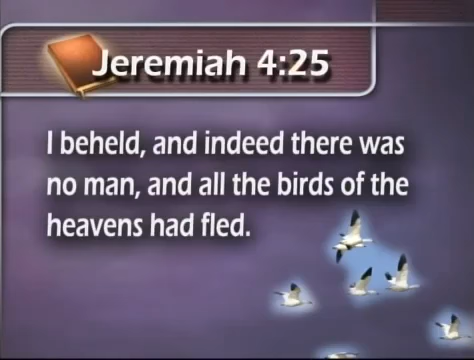 Jeremiah 4:25
I beheld, and indeed there was
no man, and all the birds of the
heavens had fled.